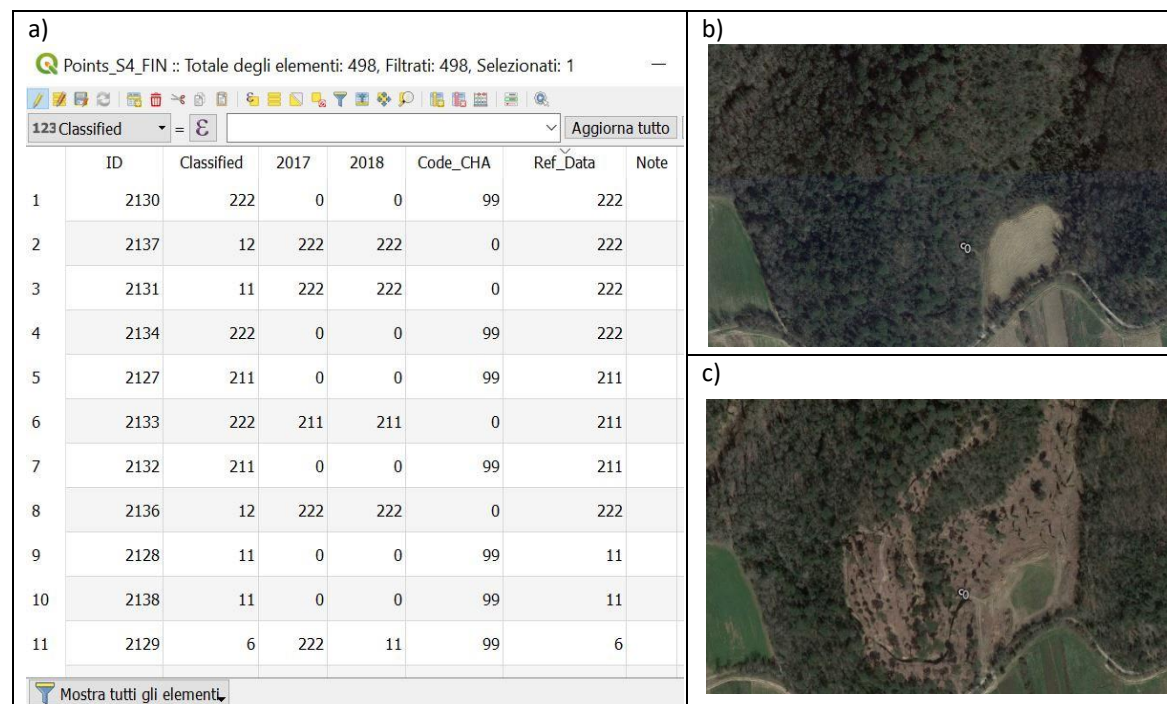 a)
Points_S4_FIN :: Totale degli elementi: 498, Filtrati: 498, Selezionati: 1
123 Classified = ε Aggiorna tutto
ID Classified 2017 2018 Code_CHA Ref_Data Note
1 2130 222 0 0 99 222
2 2137 12 222 222 0 222
3 2131 11 222 222 0 222
4 2134 222 0 0 99 222
5 2127 211 0 0 99 211
6 2133 222 211 211 0 211
7 2132 211 0 0 99 211
8 2136 12 222 222 0 222
9 2128 11 0 0 99 11
10 2138 11 0 0 99 11
11 2129 6 222 11 99 6
Mostra tutti gli elementi
b)
c)